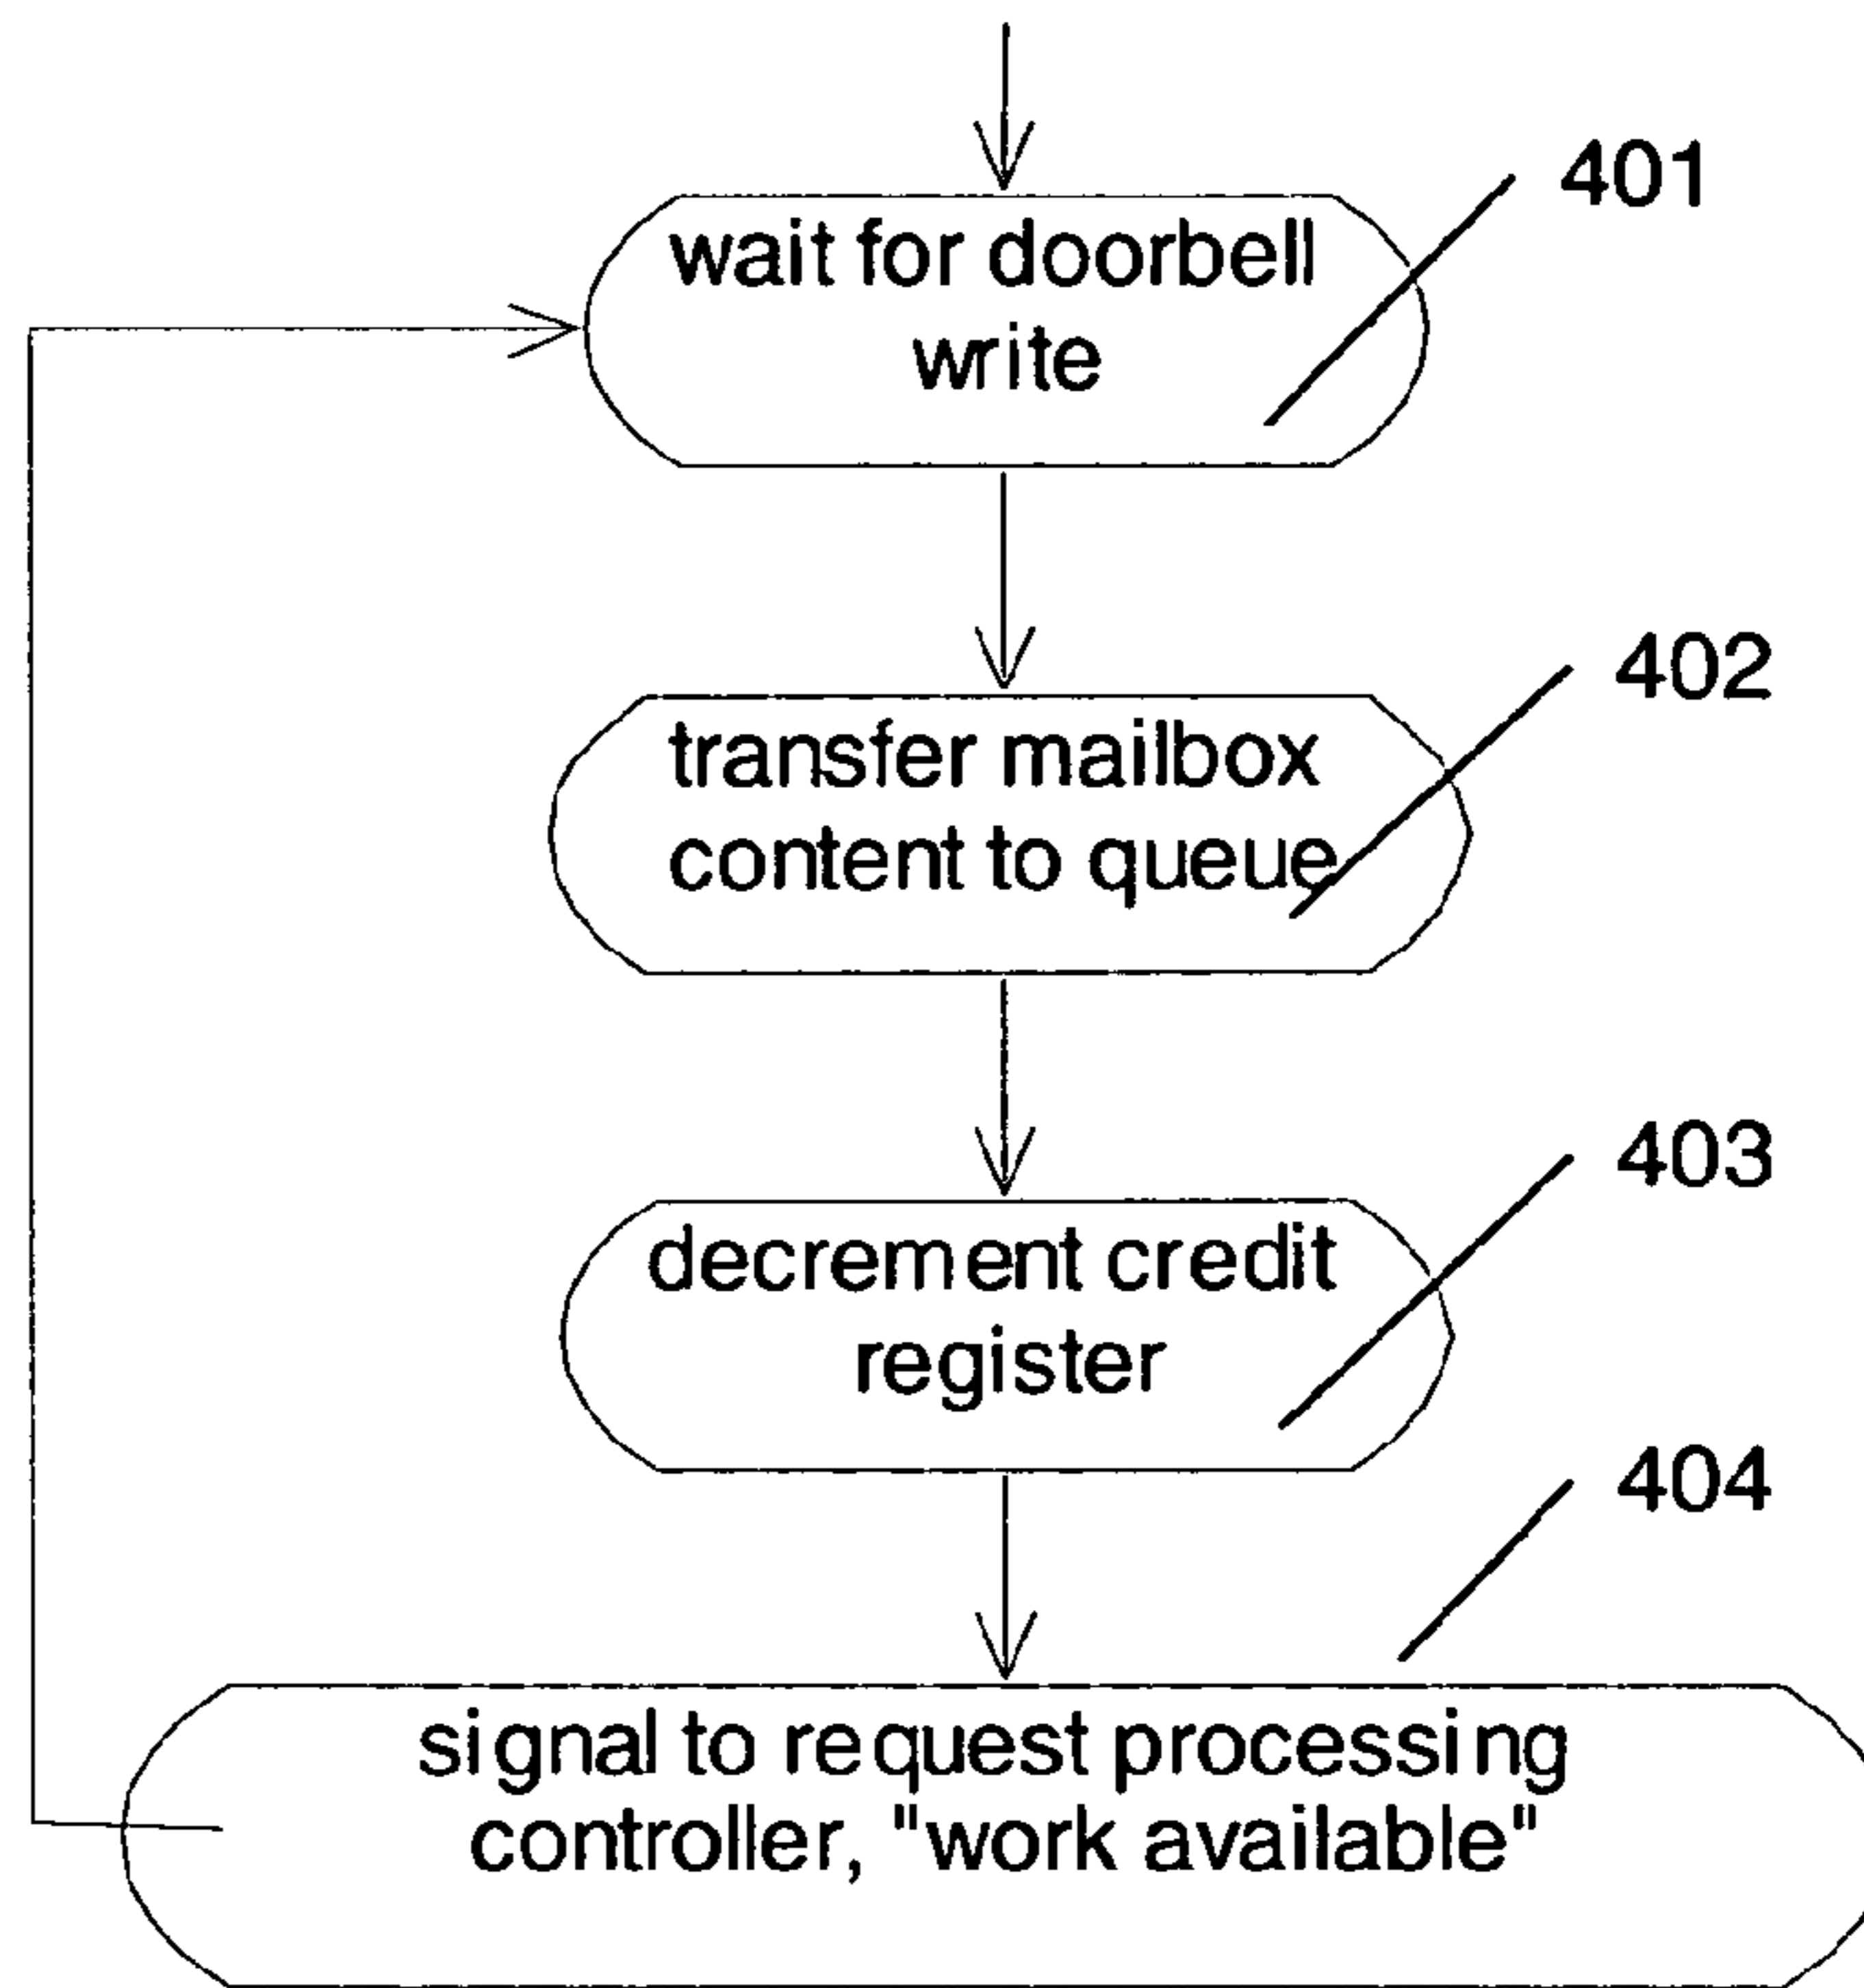 401
wait for doorbell
write
402
transfer mailbox
content to queue
403
decrement credit
register
404
signal to request processing
controller, "work available"